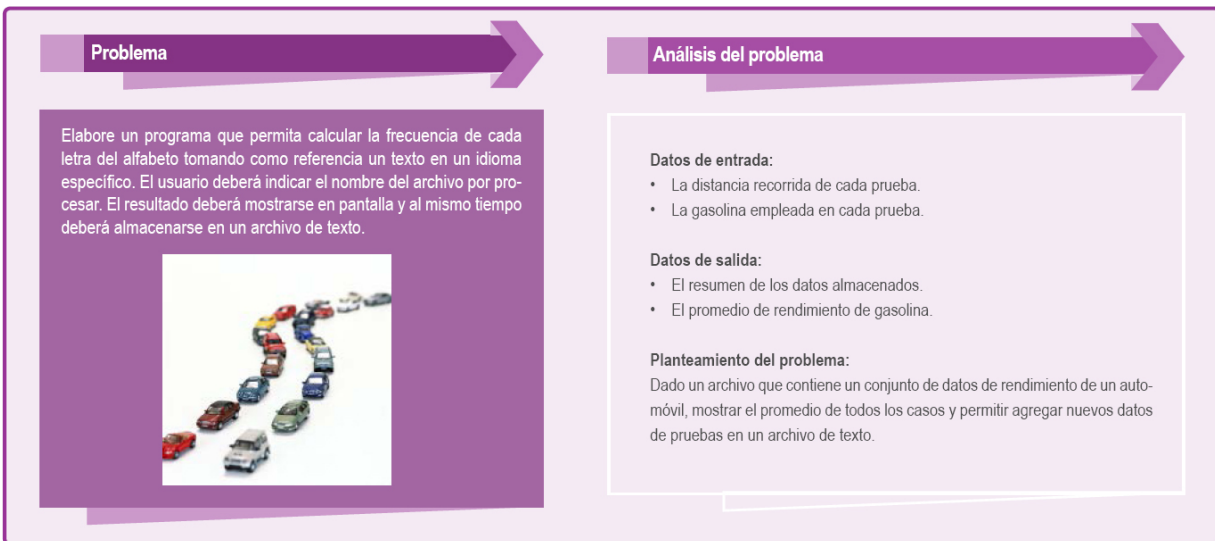 Problema
Elabore un programa que permita calcular la frecuencia de cada
letra del alfabeto tomando como referencia un texto en un idioma
específico. El usuario deberá indicar el nombre del archivo por pro-
cesar. El resultado deberá mostrarse en pantalla y al mismo tiempo
deberá almacenarse en un archivo de texto.
Análisis del problema
Datos de entrada:
• La distancia recorrida de cada prueba.
• La gasolina empleada en cada prueba.
Datos de salida:
• El resumen de los datos almacenados.
• El promedio de rendimiento de gasolina.
Planteamiento del problema:
Dado un archivo que contiene un conjunto de datos de rendimiento de un auto-
móvil, mostrar el promedio de todos los casos y permitir agregar nuevos datos
de pruebas en un archivo de texto.